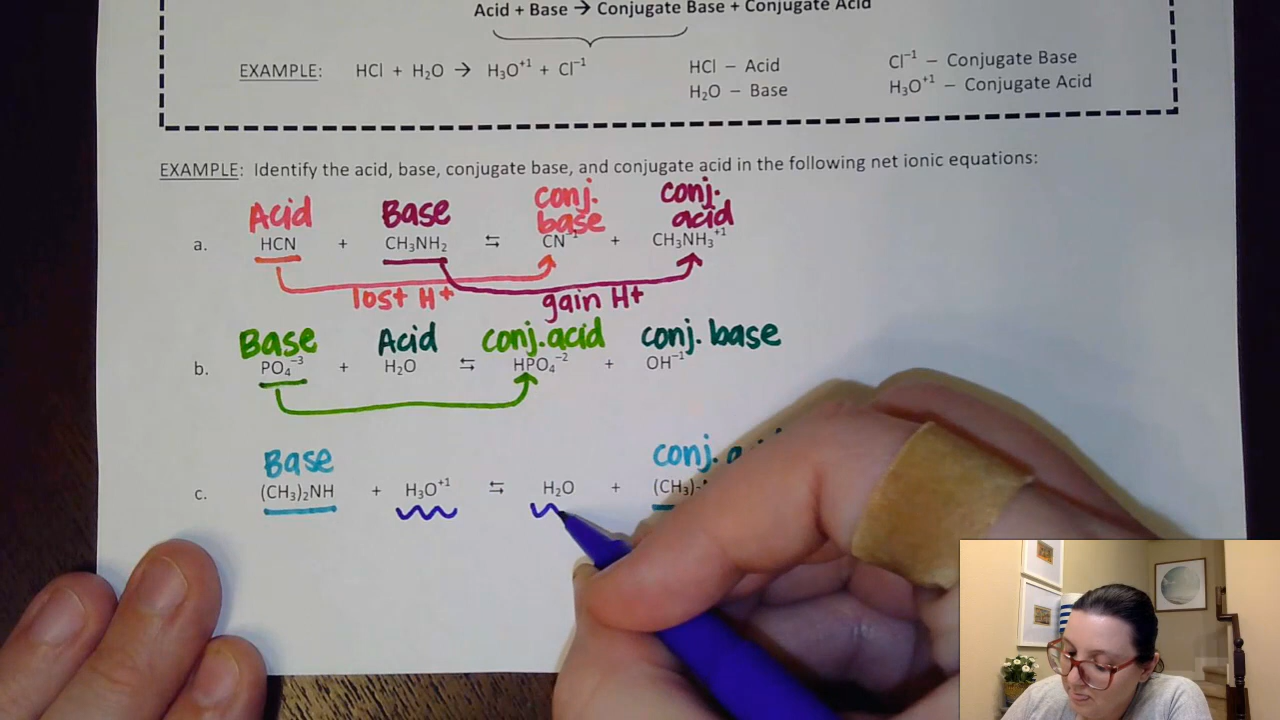 Acid + Base → Conjugate Base + Conjugate Acid
EXAMPLE: HCl + H₂O → H₃O⁺¹ + Cl⁻¹ HCl – Acid Cl⁻¹ – Conjugate Base
H₂O – Base H₃O⁺¹ – Conjugate Acid
EXAMPLE: Identify the acid, base, conjugate base, and conjugate acid in the following net ionic equations:
Acid Base conj. base conj. acid
a. HCN + CH₃NH₂ ⇆ CN⁻¹ + CH₃NH₃⁺¹
lost H+ gain H+
Base Acid conj. acid conj. base
b. PO₄⁻³ + H₂O ⇆ HPO₄⁻² + OH⁻¹
Base conj.
c. (CH₃)₂NH + H₃O⁺¹ ⇆ H₂O + (CH₃)